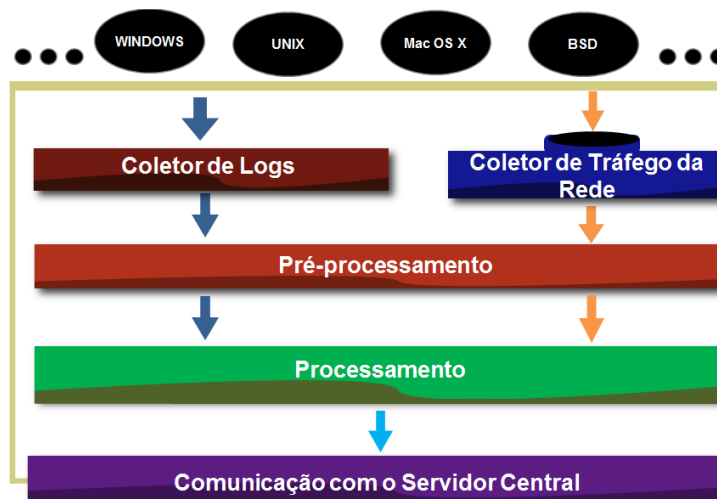 WINDOWS
UNIX
Mac OS X
BSD
Coletor de Logs
Coletor de Tráfego da
Rede
Pré-processamento
Processamento
Comunicação com o Servidor Central